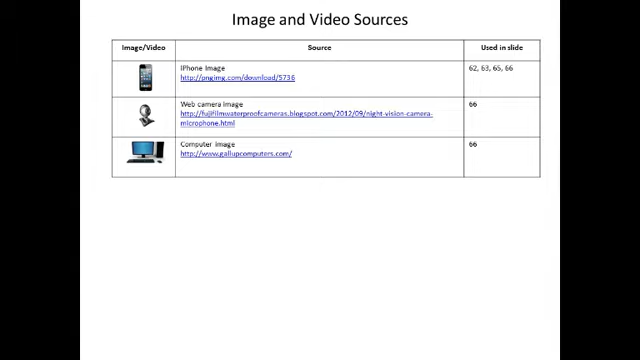 Image and Video Sources
Image/Video Source Used in slide
IPhone Image 62, 63, 65, 66
http://pngimg.com/download/5736
Web camera Image 66
http://fujifilmwaterproofcameras.blogspot.com/2012/09/night-vision-camera-
microphone.html
Computer Image 66
http://www.gallupcomputers.com/